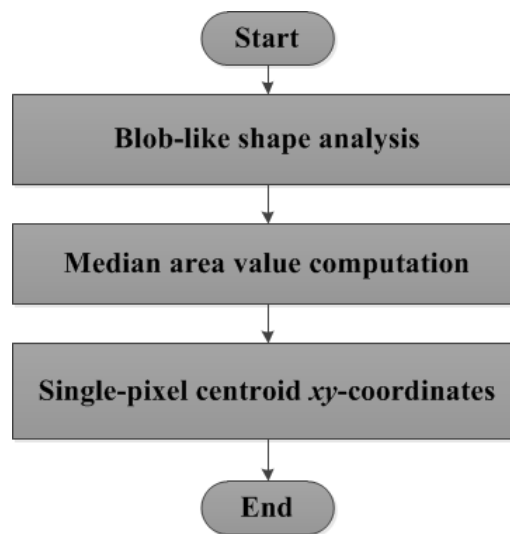 Start
Blob-like shape analysis
Median area value computation
Single-pixel centroid xy-coordinates
End